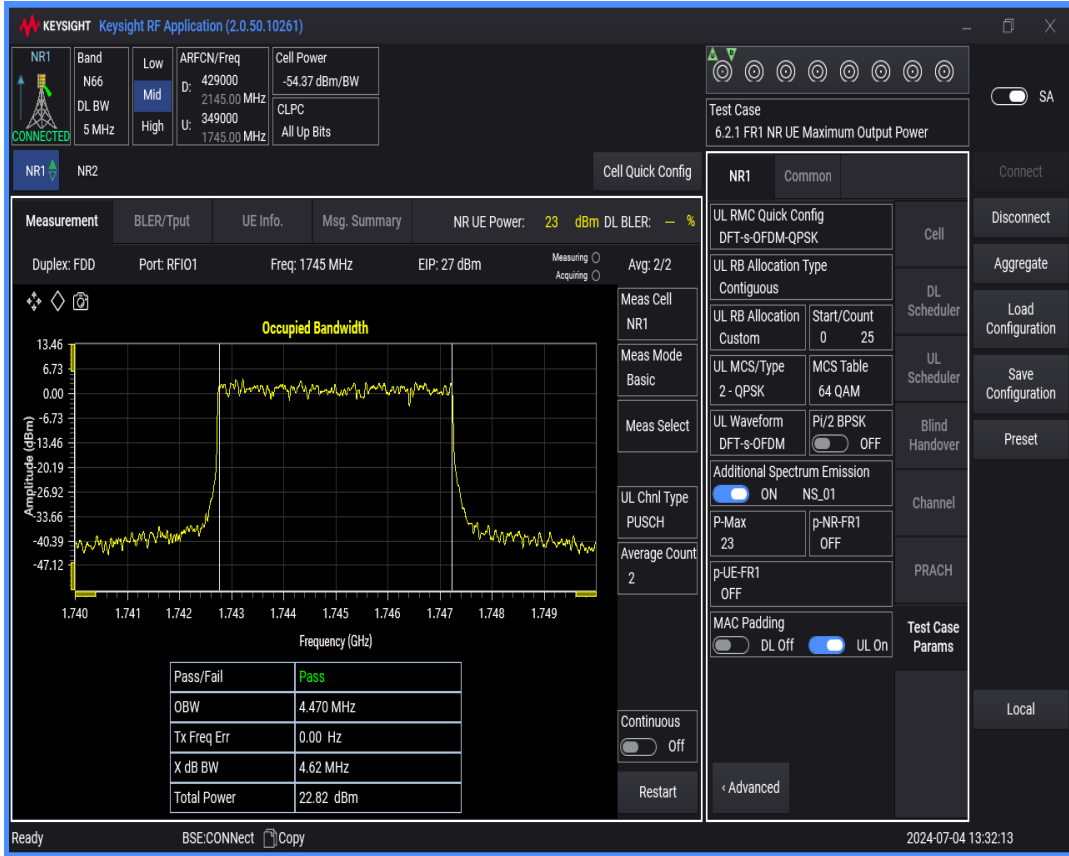 KEYSIGHT Keysight RF Application (2.0.50.10261)
NR1
CONNECTED
Band
N66
DL BW
5 MHz
Low
Mid
High
ARFCN/Freq
D: 429000
2145.00 MHz
U: 349000
1745.00 MHz
Cell Power
-54.37 dBm/BW
CLPC
All Up Bits
Test Case
6.2.1 FR1 NR UE Maximum Output Power
SA
NR1 NR2
Cell Quick Config
NR1 Common
Connect
Disconnect
Aggregate
Load
Configuration
Save
Configuration
Preset
Local
Measurement BLER/Tput UE Info. Msg. Summary NR UE Power: 23 dBm DL BLER: -- %
Duplex: FDD Port: RFIO1 Freq: 1745 MHz EIP: 27 dBm Measuring Avg: 2/2
Acquiring
Occupied Bandwidth
Amplitude (dBm)
13.46
6.73
0.00
-6.73
-13.46
-20.19
-26.92
-33.66
-40.39
-47.12
1.740 1.741 1.742 1.743 1.744 1.745 1.746 1.747 1.748 1.749
Frequency (GHz)
Pass/Fail Pass
OBW 4.470 MHz
Tx Freq Err 0.00 Hz
X dB BW 4.62 MHz
Total Power 22.82 dBm
Meas Cell
NR1
Meas Mode
Basic
Meas Select
UL Chnl Type
PUSCH
Average Count
2
Continuous
Off
Restart
UL RMC Quick Config
DFT-s-OFDM-QPSK
UL RB Allocation Type
Contiguous
UL RB Allocation Start/Count
Custom 0 25
UL MCS/Type MCS Table
2 - QPSK 64 QAM
UL Waveform Pi/2 BPSK
DFT-s-OFDM OFF
Additional Spectrum Emission
ON NS_01
P-Max p-NR-FR1
23 OFF
p-UE-FR1
OFF
MAC Padding
DL Off UL On
‹ Advanced
Cell
DL
Scheduler
UL
Scheduler
Blind
Handover
Channel
PRACH
Test Case
Params
Ready BSE:CONNect Copy 2024-07-04 13:32:13